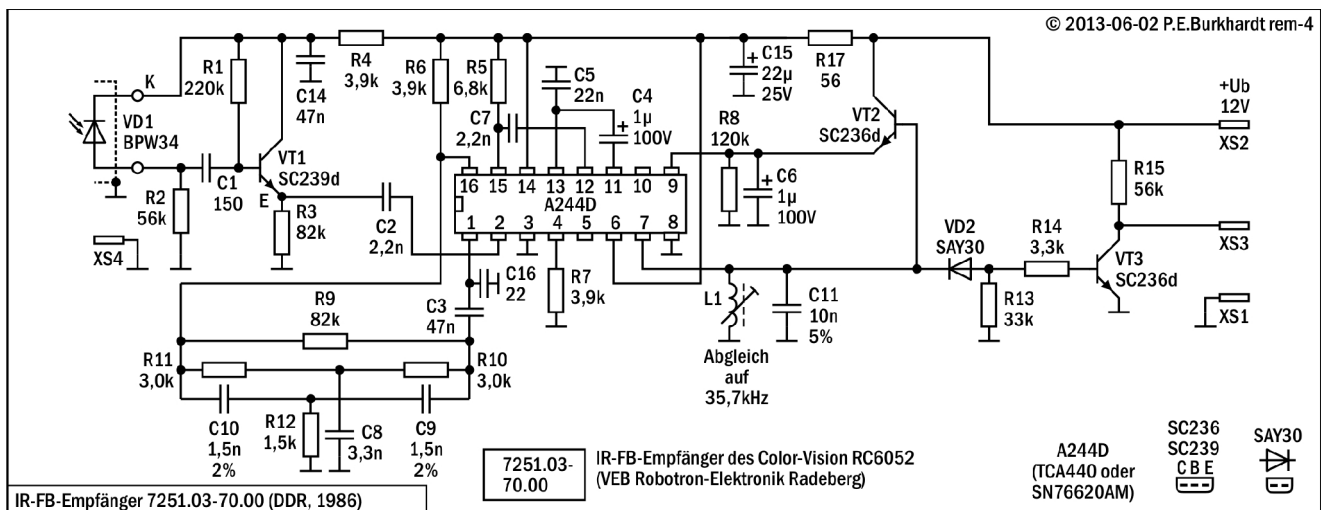 © 2013-06-02 P.E.Burkhardt rem-4
K
VD1
BPW34
R1
220k
C14
47n
R4
3,9k
R6
3,9k
R5
6,8k
C7
2,2n
C5
22n
C4
+
1µ
100V
C15
+
22µ
25V
R17
56
VT2
SC236d
R8
120k
C6
+
1µ
100V
+Ub
12V
XS2
R15
56k
XS3
XS1
R2
56k
C1
150
VT1
SC239d
E
R3
82k
C2
2,2n
XS4
16 15 14 13 12 11 10 9
A244D
1 2 3 4 5 6 7 8
C16
22
C3
47n
R7
3,9k
L1
Abgleich
auf
35,7kHz
C11
10n
5%
VD2
SAY30
R14
3,3k
R13
33k
VT3
SC236d
R9
82k
R11
3,0k
R10
3,0k
C10
1,5n
2%
R12
1,5k
C8
3,3n
C9
1,5n
2%
7251.03-
70.00
IR-FB-Empfänger des Color-Vision RC6052
(VEB Robotron-Elektronik Radeberg)
A244D
(TCA440 oder
SN76620AM)
SC236
SC239
C B E
SAY30
IR-FB-Empfänger 7251.03-70.00 (DDR, 1986)